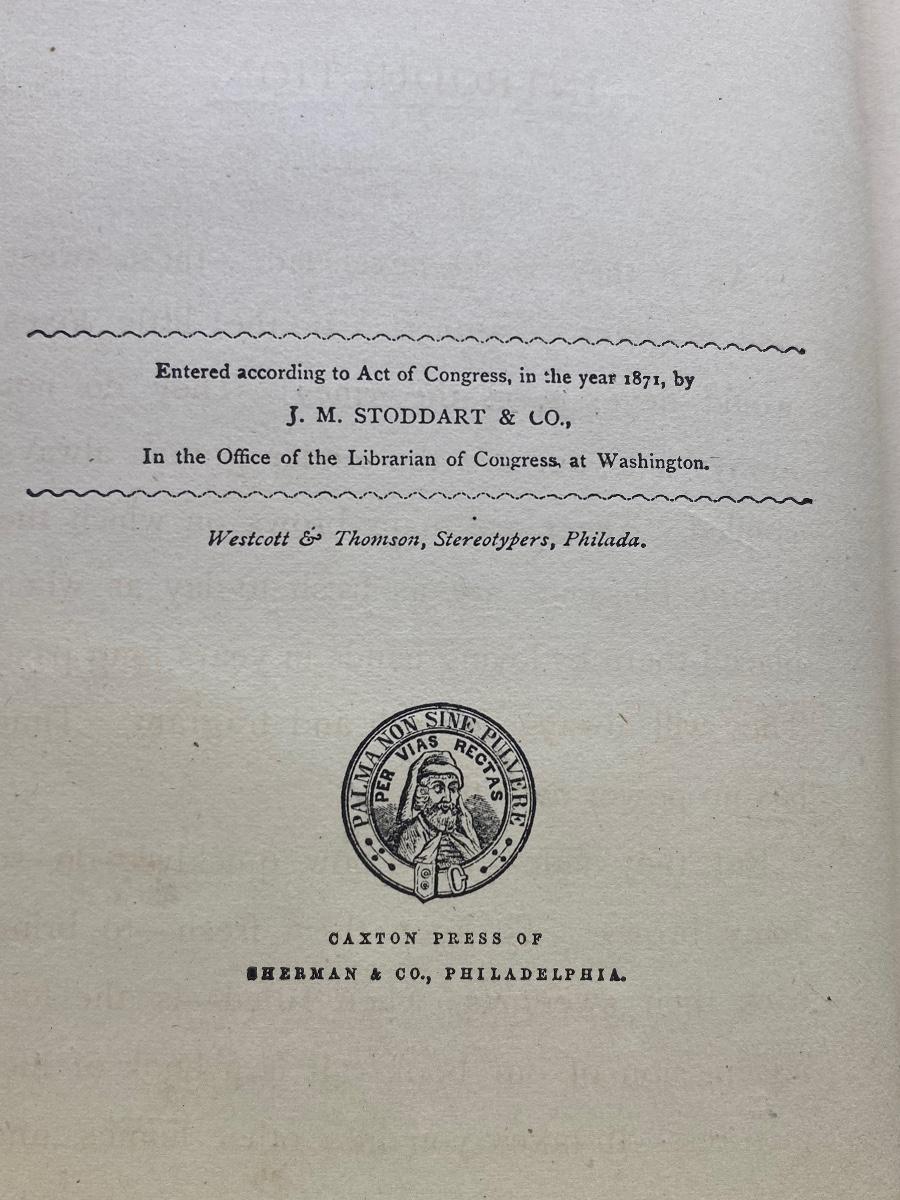 Entered according to Act of Congress, in the year 1871, by
J. M. STODDART & CO.,
In the Office of the Librarian of Congress, at Washington.
Westcott & Thomson, Stereotypers, Philada.
PALMA NON SINE PULVERE
PER VIAS RECTAS
CAXTON PRESS OF
SHERMAN & CO., PHILADELPHIA.